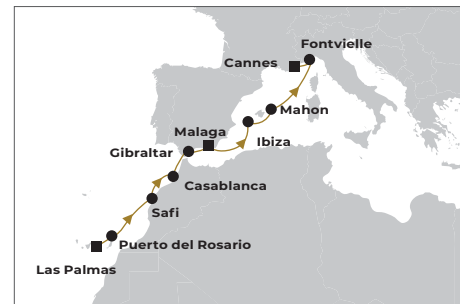 Fontvielle
Cannes
Mahon
Malaga
Ibiza
Gibraltar
Casablanca
Safi
Puerto del Rosario
Las Palmas